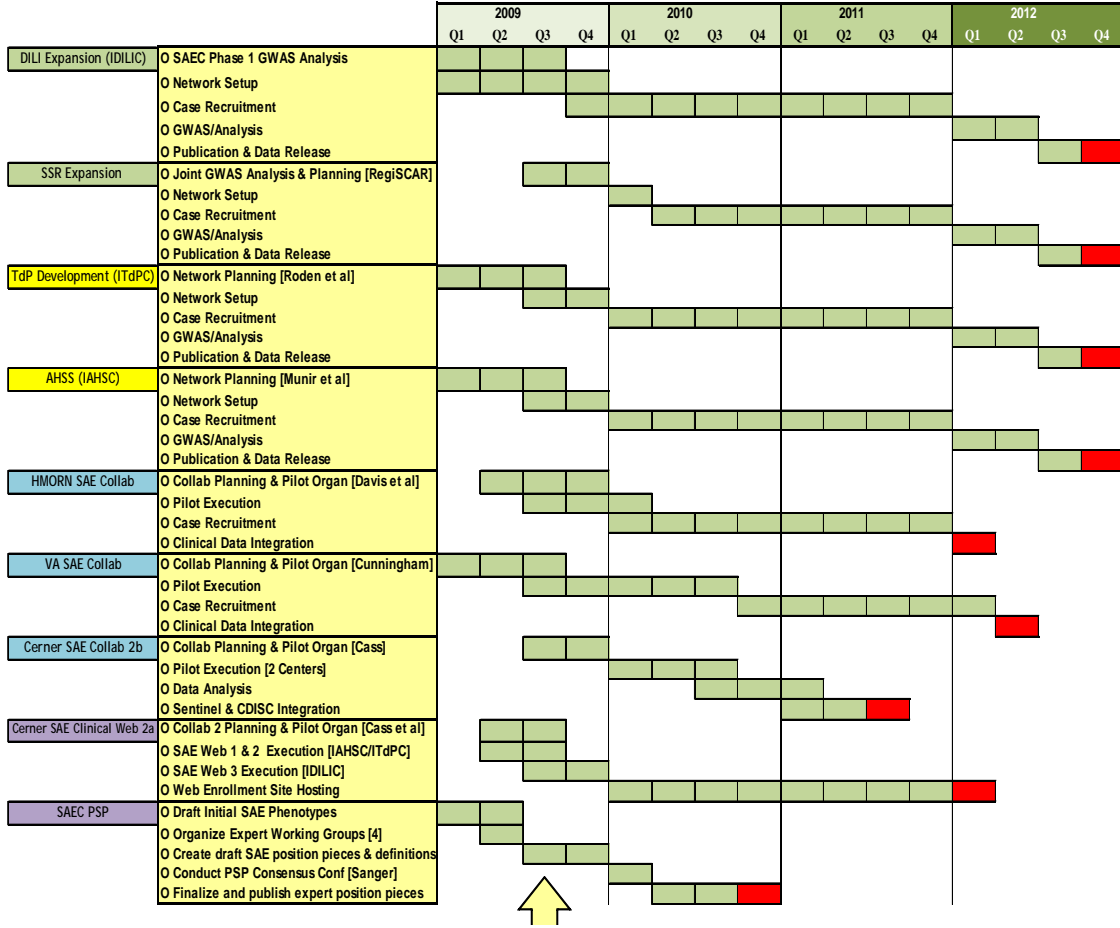 2009 2010 2011 2012
Q1 Q2 Q3 Q4 Q1 Q2 Q3 Q4 Q1 Q2 Q3 Q4 Q1 Q2 Q3 Q4
DILI Expansion (IDILIC) O SAEC Phase 1 GWAS Analysis
O Network Setup
O Case Recruitment
O GWAS/Analysis
O Publication & Data Release
SSR Expansion O Joint GWAS Analysis & Planning [RegiSCAR]
O Network Setup
O Case Recruitment
O GWAS/Analysis
O Publication & Data Release
TdP Development (ITdPC) O Network Planning [Roden et al]
O Network Setup
O Case Recruitment
O GWAS/Analysis
O Publication & Data Release
AHSS (IAHSC) O Network Planning [Munir et al]
O Network Setup
O Case Recruitment
O GWAS/Analysis
O Publication & Data Release
HMORN SAE Collab O Collab Planning & Pilot Organ [Davis et al]
O Pilot Execution
O Case Recruitment
O Clinical Data Integration
VA SAE Collab O Collab Planning & Pilot Organ [Cunningham]
O Pilot Execution
O Case Recruitment
O Clinical Data Integration
Cerner SAE Collab 2b O Collab Planning & Pilot Organ [Cass]
O Pilot Execution [2 Centers]
O Data Analysis
O Sentinel & CDISC Integration
Cerner SAE Clinical Web 2a O Collab 2 Planning & Pilot Organ [Cass et al]
O SAE Web 1 & 2 Execution [IAHSC/ITdPC]
O SAE Web 3 Execution [IDILIC]
O Web Enrollment Site Hosting
SAEC PSP O Draft Initial SAE Phenotypes
O Organize Expert Working Groups [4]
O Create draft SAE position pieces & definitions
O Conduct PSP Consensus Conf [Sanger]
O Finalize and publish expert position pieces